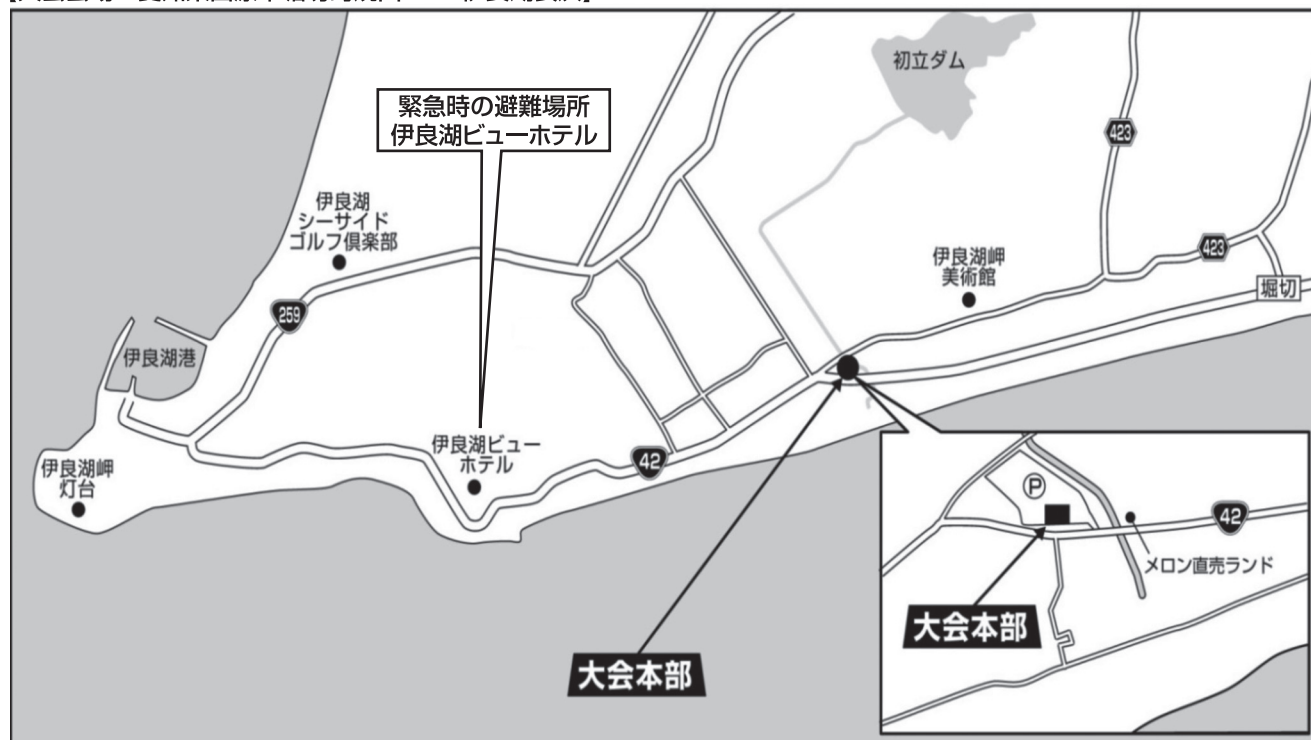 初立ダム
緊急時の避難場所
伊良湖ビューホテル
423
伊良湖
シーサイド
ゴルフ倶楽部
伊良湖岬
美術館
423
堀切
259
伊良湖港
伊良湖ビュー
ホテル
42
伊良湖岬
灯台
P
42
メロン直売ランド
大会本部
大会本部